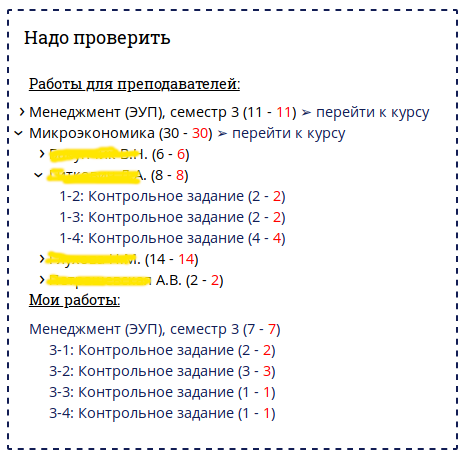 Надо проверить
Работы для преподавателей:
Менеджмент (ЭУП), семестр 3 (11 - 11) ➢ перейти к курсу
Микроэкономика (30 - 30) ➢ перейти к курсу
В.Н. (6 - 6)
А. (8 - 8)
1-2: Контрольное задание (2 - 2)
1-3: Контрольное задание (2 - 2)
1-4: Контрольное задание (4 - 4)
(14 - 14)
А.В. (2 - 2)
Мои работы:
Менеджмент (ЭУП), семестр 3 (7 - 7)
3-1: Контрольное задание (2 - 2)
3-2: Контрольное задание (3 - 3)
3-3: Контрольное задание (1 - 1)
3-4: Контрольное задание (1 - 1)